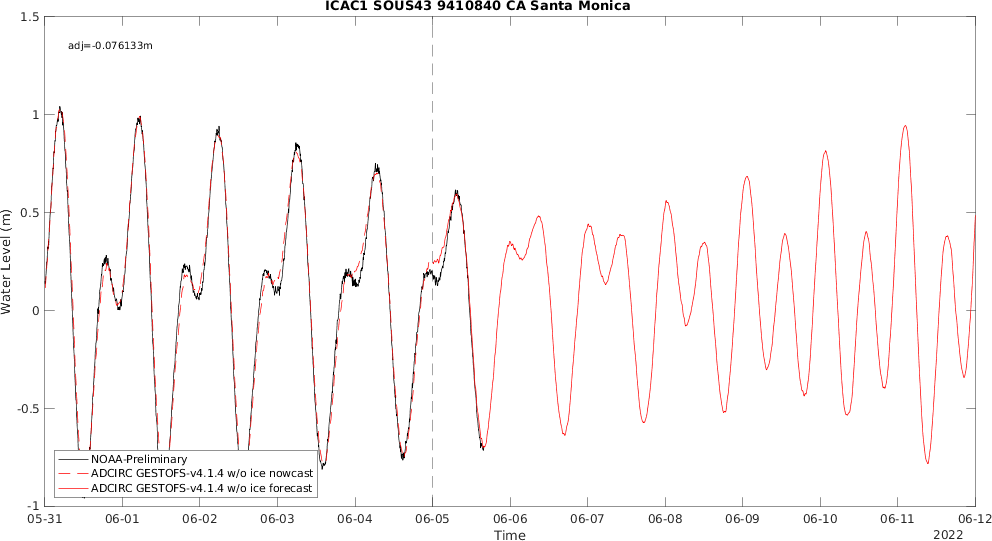 ICAC1 SOUS43 9410840 CA Santa Monica
1.5
adj=-0.076133m
1
0.5
Water Level (m)
0
-0.5
NOAA-Preliminary
ADCIRC GESTOFS-v4.1.4 w/o ice nowcast
ADCIRC GESTOFS-v4.1.4 w/o ice forecast
-1
05-31 06-01 06-02 06-03 06-04 06-05 06-06 06-07 06-08 06-09 06-10 06-11 06-12
Time
2022